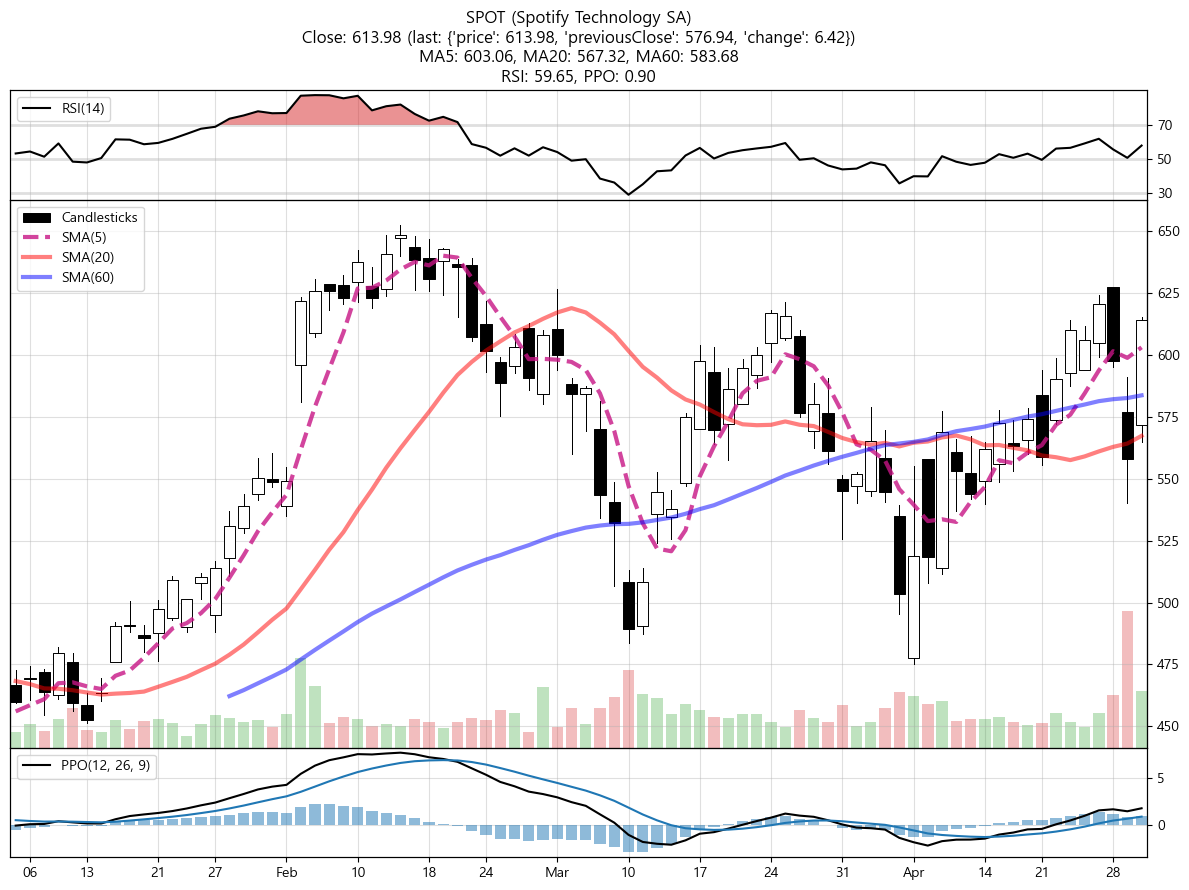 SPOT (Spotify Technology SA)
Close: 613.98 (last: {'price': 613.98, 'previousClose': 576.94, 'change': 6.42})
MA5: 603.06, MA20: 567.32, MA60: 583.68
RSI: 59.65, PPO: 0.90
RSI(14)
70
50
30
Candlesticks
SMA(5)
SMA(20)
SMA(60)
650
625
600
575
550
525
500
475
450
PPO(12, 26, 9)
5
0
06 13 21 27 Feb 10 18 24 Mar 10 17 24 31 Apr 14 21 28